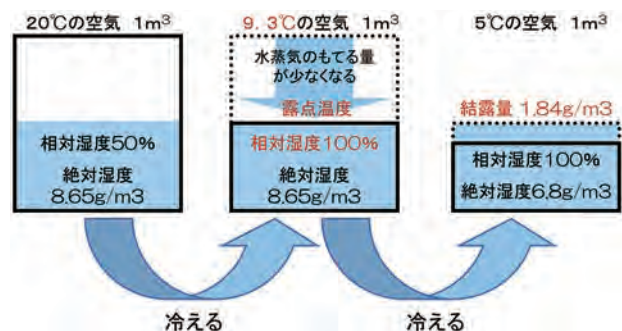 20℃の空気 1m³
相対湿度50%
絶対湿度
8.65g/m3
9.3℃の空気 1m³
水蒸気のもてる量
が少なくなる
露点温度
相対湿度100%
絶対湿度
8.65g/m3
5℃の空気 1m³
結露量 1.84g/m3
相対湿度100%
絶対湿度6.8g/m3
冷える
冷える